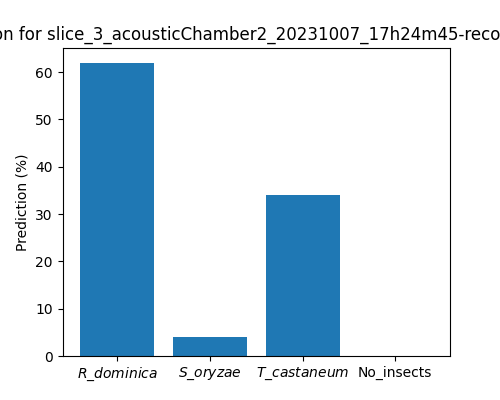 on for slice_3_acousticChamber2_20231007_17h24m45-reco
Prediction (%)
60
50
40
30
20
10
0
R_dominica S_oryzae T_castaneum No_insects